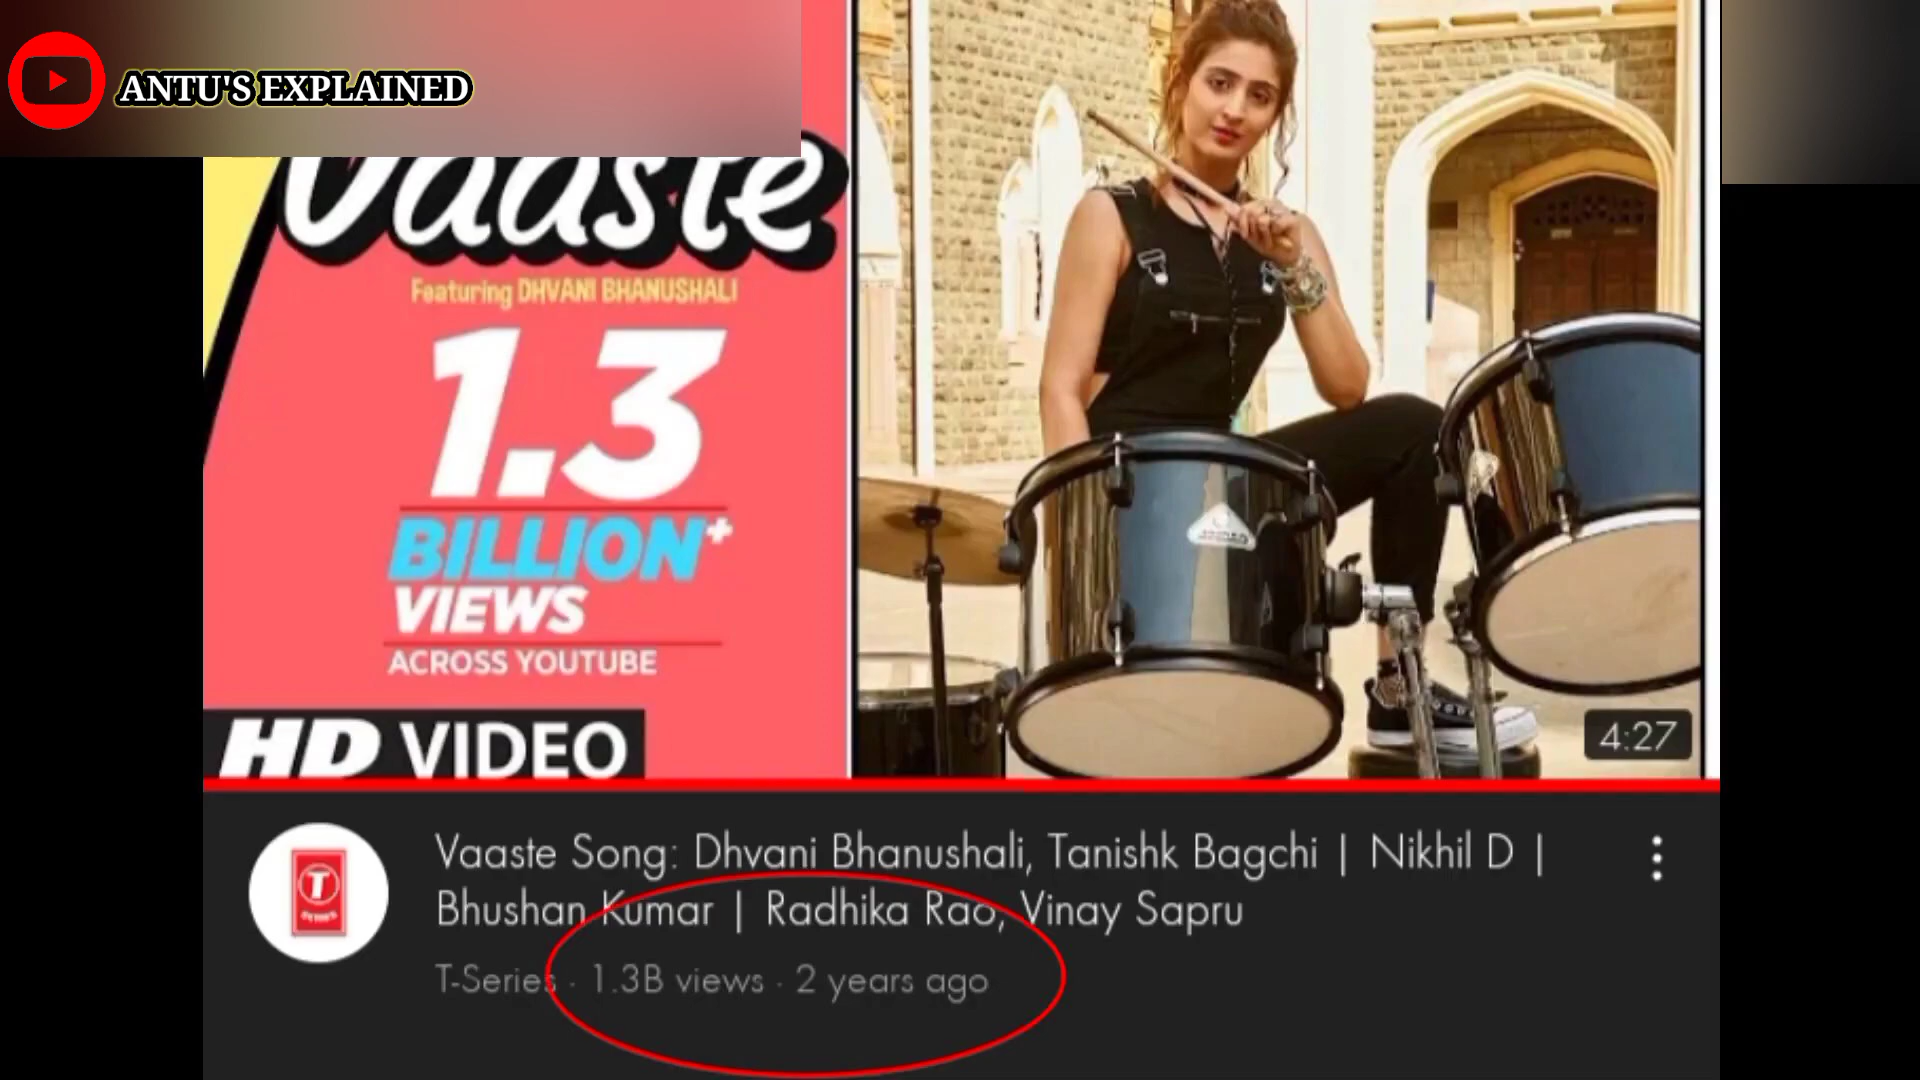 ANTU'S EXPLAINED
Vaaste
Featuring DHVANI BHANUSHALI
1.3
BILLION+
VIEWS
ACROSS YOUTUBE
HD VIDEO
4:27
Vaaste Song: Dhvani Bhanushali, Tanishk Bagchi | Nikhil D |
Bhushan Kumar | Radhika Rao, Vinay Sapru
T-Series · 1.3B views · 2 years ago
T